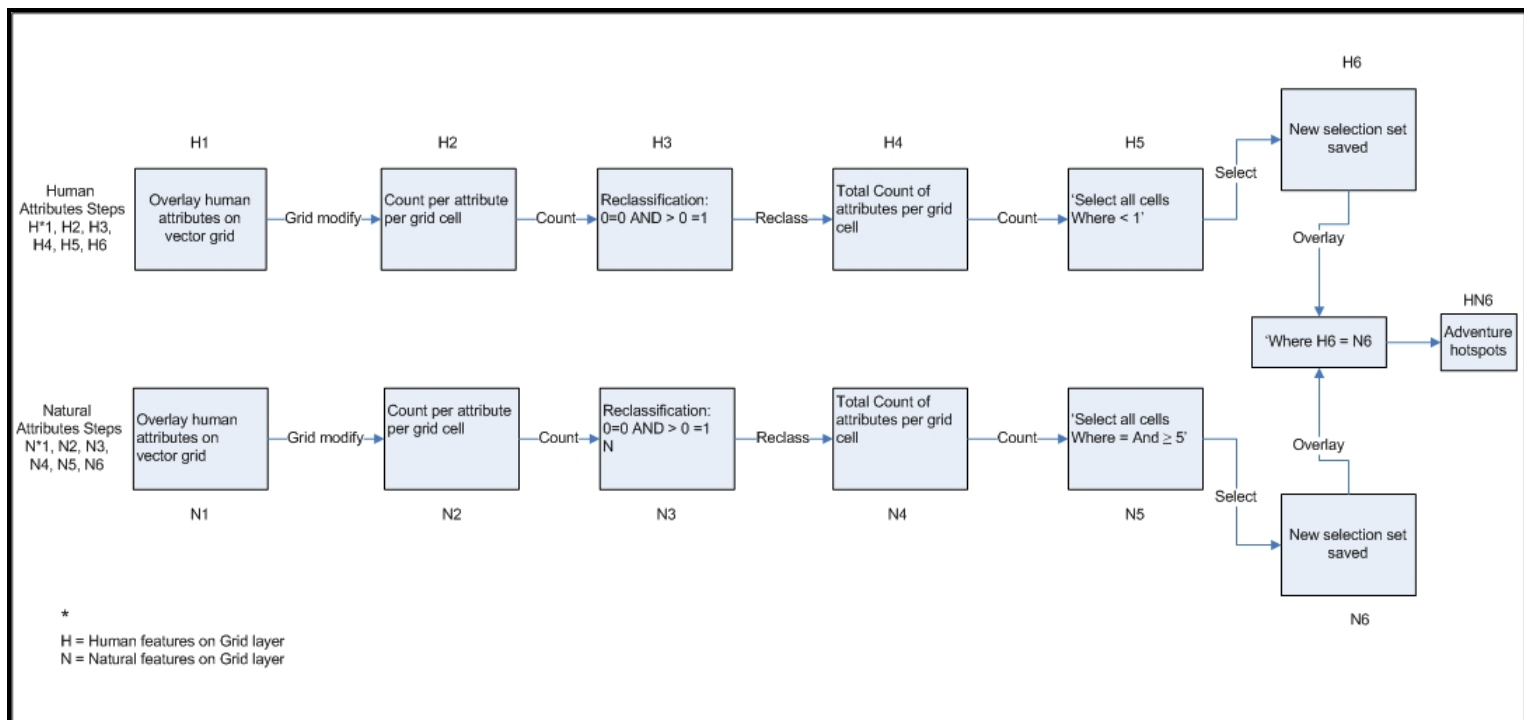 H6
H1
H2
H3
H4
H5
Human
Attributes Steps
H*1, H2, H3,
H4, H5, H6
Overlay human
attributes on
vector grid
Grid modify
Count per attribute
per grid cell
Count
Reclassification:
0=0 AND > 0 =1
Reclass
Total Count of
attributes per grid
cell
Count
‘Select all cells
Where < 1’
Select
New selection set
saved
Overlay
‘Where H6 = N6
HN6
Adventure
hotspots
Natural
Attributes Steps
N*1, N2, N3,
N4, N5, N6
Overlay human
attributes on
vector grid
Grid modify
Count per attribute
per grid cell
Count
Reclassification:
0=0 AND > 0 =1
N
Reclass
Total Count of
attributes per grid
cell
Count
‘Select all cells
Where = And ≥ 5’
Select
Overlay
New selection set
saved
N1
N2
N3
N4
N5
N6
*
H = Human features on Grid layer
N = Natural features on Grid layer